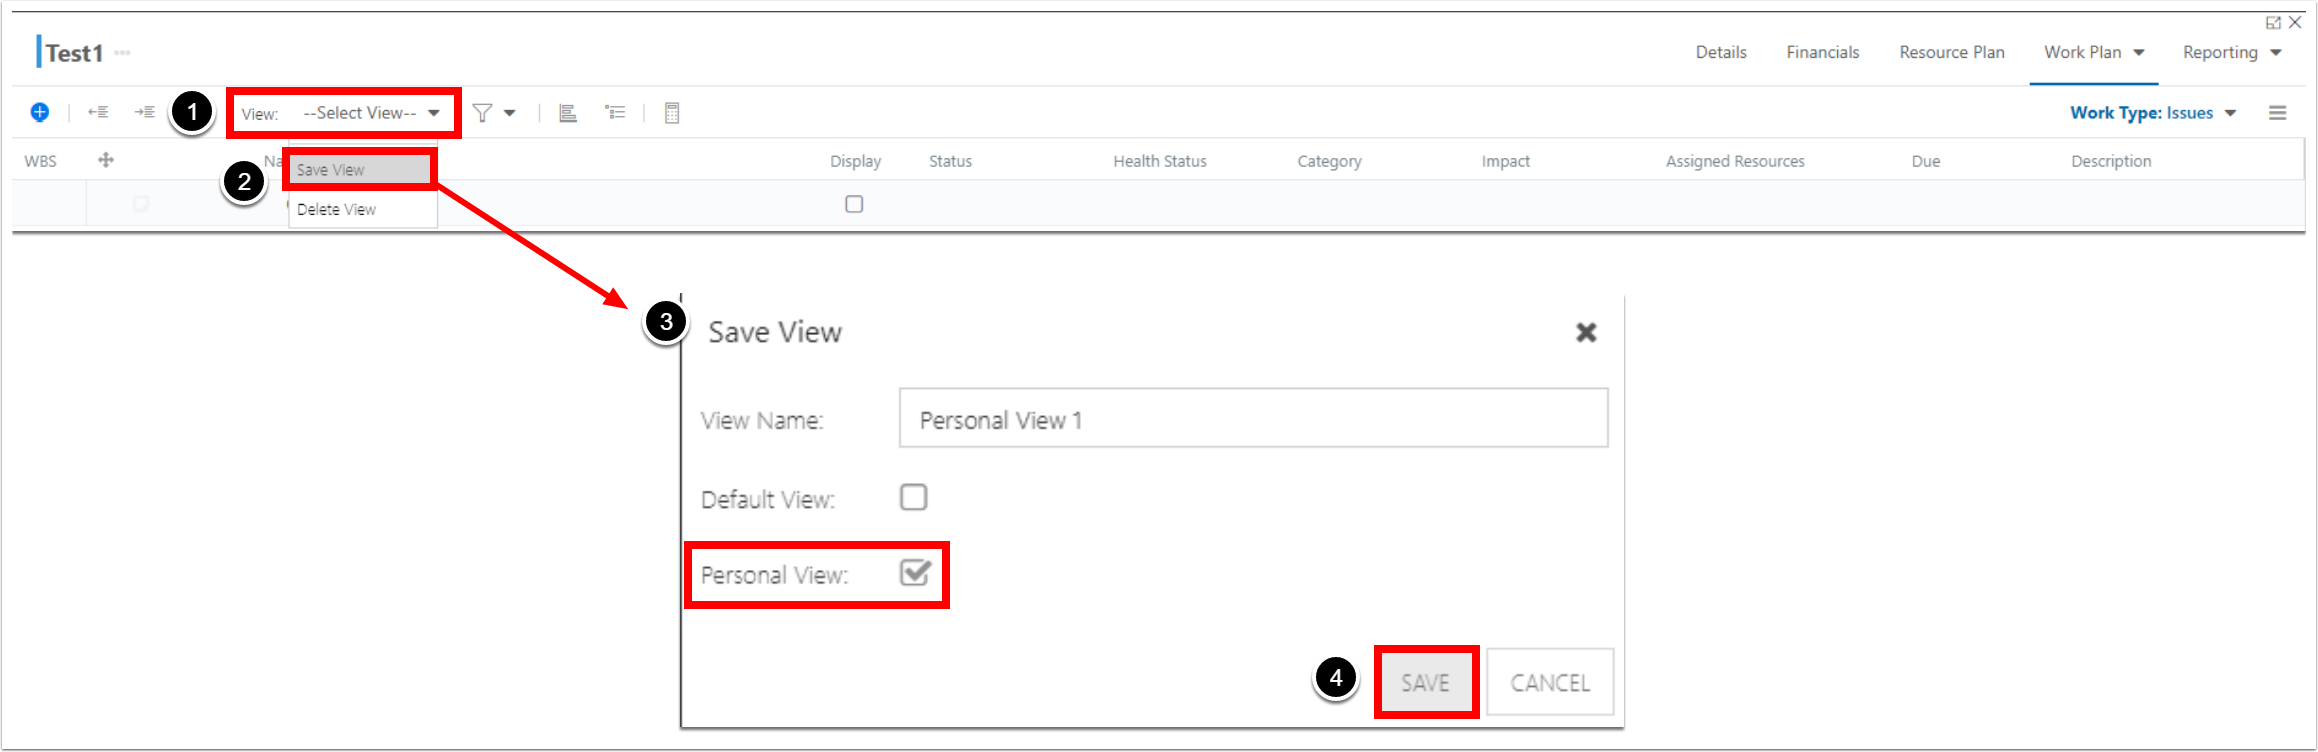 Test1 ...
Details Financials Resource Plan Work Plan Reporting
1 View: --Select View-- Work Type: Issues
WBS Na Display Status Health Status Category Impact Assigned Resources Due Description
2 Save View
Delete View
3 Save View
View Name: Personal View 1
Default View:
Personal View:
4 SAVE CANCEL